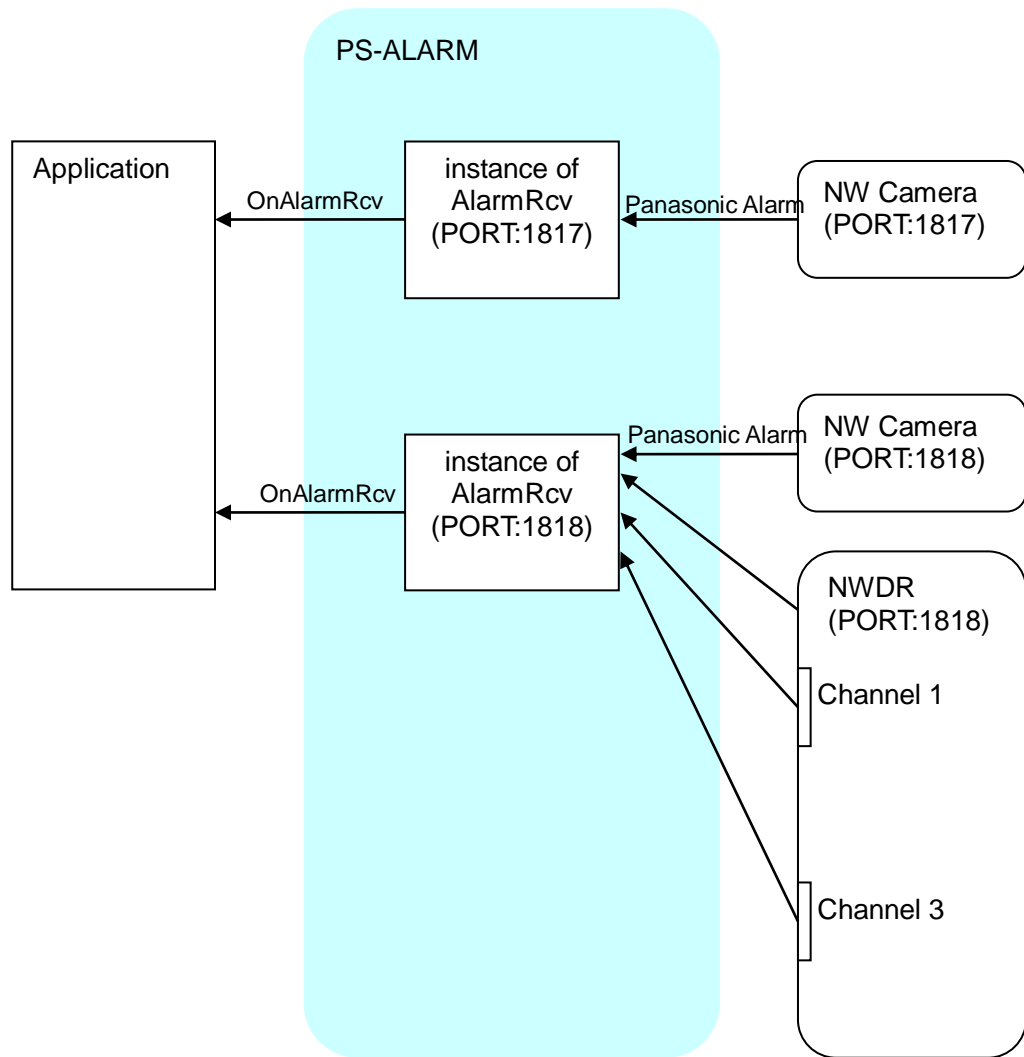 PS-ALARM
Application
OnAlarmRcv
instance of
AlarmRcv
(PORT:1817)
Panasonic Alarm
NW Camera
(PORT:1817)
OnAlarmRcv
instance of
AlarmRcv
(PORT:1818)
Panasonic Alarm
NW Camera
(PORT:1818)
NWDR
(PORT:1818)
Channel 1
Channel 3